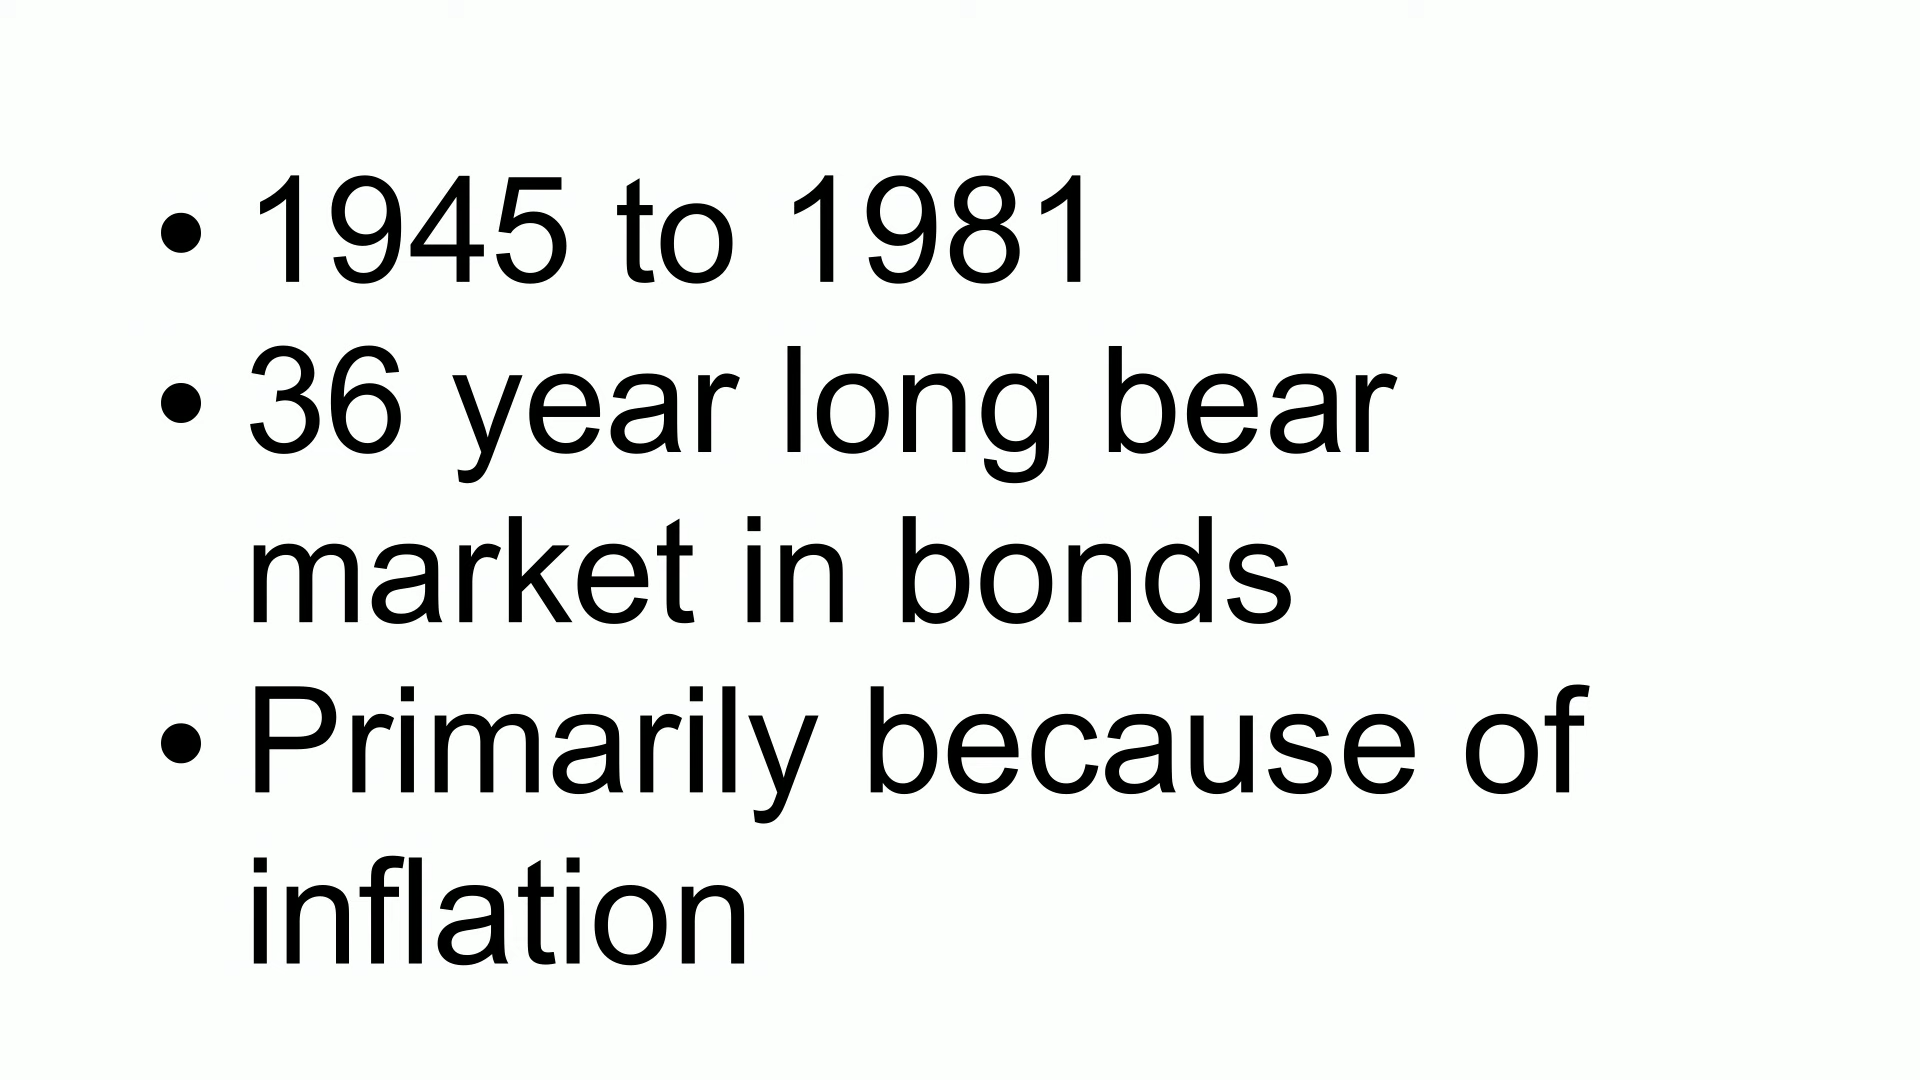 • 1945 to 1981
• 36 year long bear
market in bonds
• Primarily because of
inflation